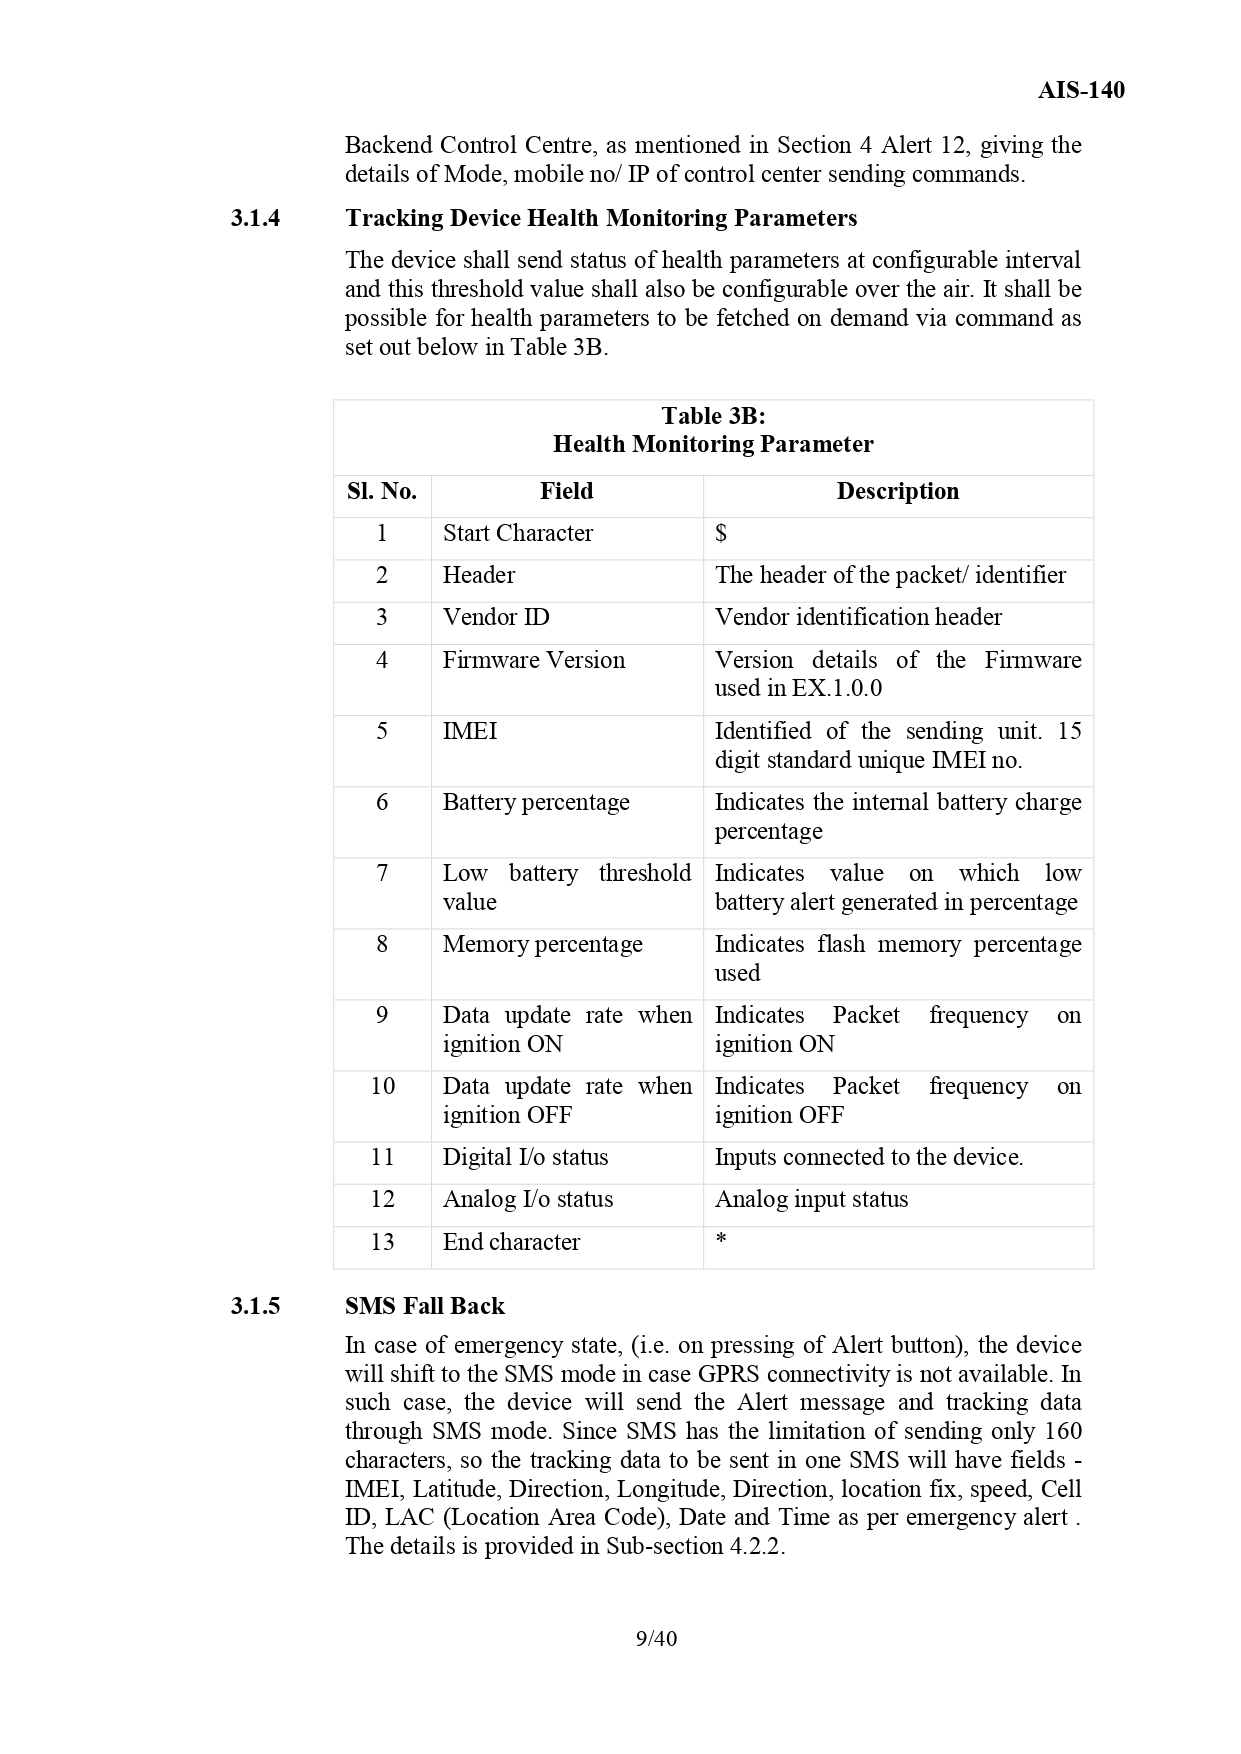 AIS-140
Backend Control Centre, as mentioned in Section 4 Alert 12, giving the
details of Mode, mobile no/ IP of control center sending commands.
3.1.4 Tracking Device Health Monitoring Parameters
The device shall send status of health parameters at configurable interval
and this threshold value shall also be configurable over the air. It shall be
possible for health parameters to be fetched on demand via command as
set out below in Table 3B.
Table 3B:
Health Monitoring Parameter
Sl. No. Field Description
1 Start Character $
2 Header The header of the packet/ identifier
3 Vendor ID Vendor identification header
4 Firmware Version Version details of the Firmware
used in EX.1.0.0
5 IMEI Identified of the sending unit. 15
digit standard unique IMEI no.
6 Battery percentage Indicates the internal battery charge
percentage
7 Low battery threshold Indicates value on which low
value battery alert generated in percentage
8 Memory percentage Indicates flash memory percentage
used
9 Data update rate when Indicates Packet frequency on
ignition ON ignition ON
10 Data update rate when Indicates Packet frequency on
ignition OFF ignition OFF
11 Digital I/o status Inputs connected to the device.
12 Analog I/o status Analog input status
13 End character *
3.1.5 SMS Fall Back
In case of emergency state, (i.e. on pressing of Alert button), the device
will shift to the SMS mode in case GPRS connectivity is not available. In
such case, the device will send the Alert message and tracking data
through SMS mode. Since SMS has the limitation of sending only 160
characters, so the tracking data to be sent in one SMS will have fields -
IMEI, Latitude, Direction, Longitude, Direction, location fix, speed, Cell
ID, LAC (Location Area Code), Date and Time as per emergency alert .
The details is provided in Sub-section 4.2.2.
9/40